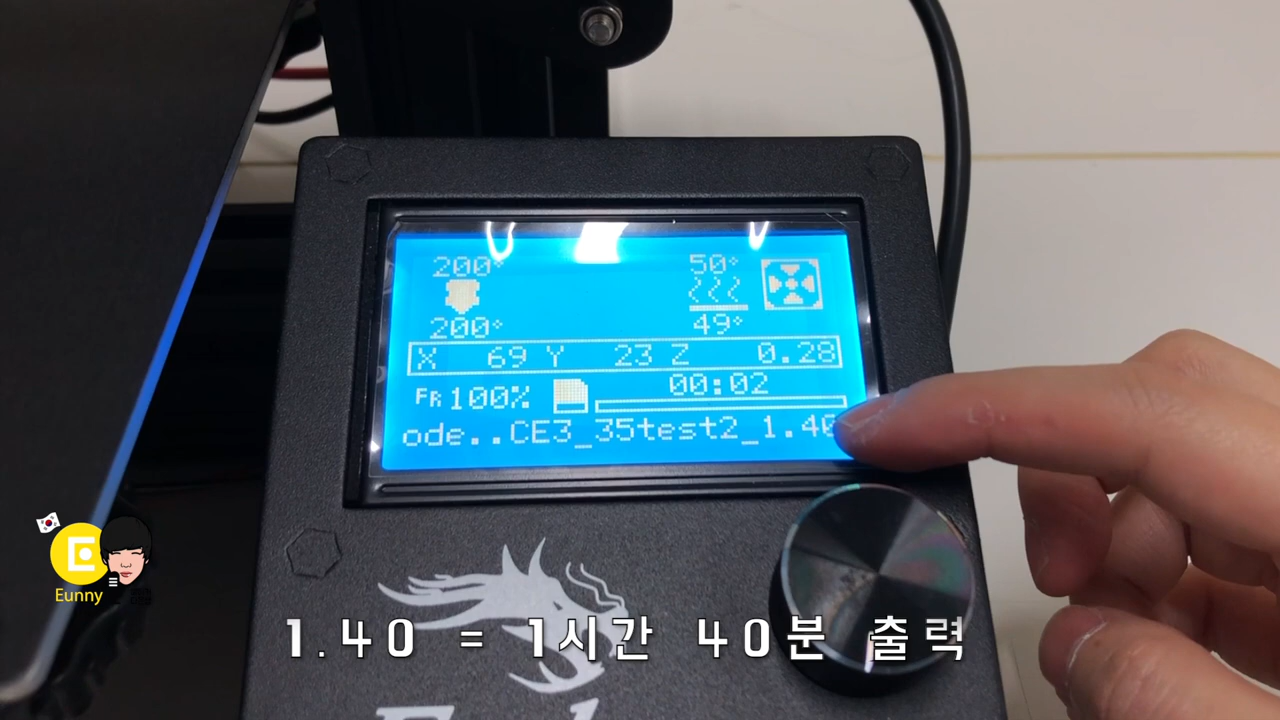 200° 50°
200° 49°
X 69 Y 23 Z 0.28
FR 100% 00:02
ode..CE3_35test2_1.40
Eunny
1.40 = 1시간 40분 출력